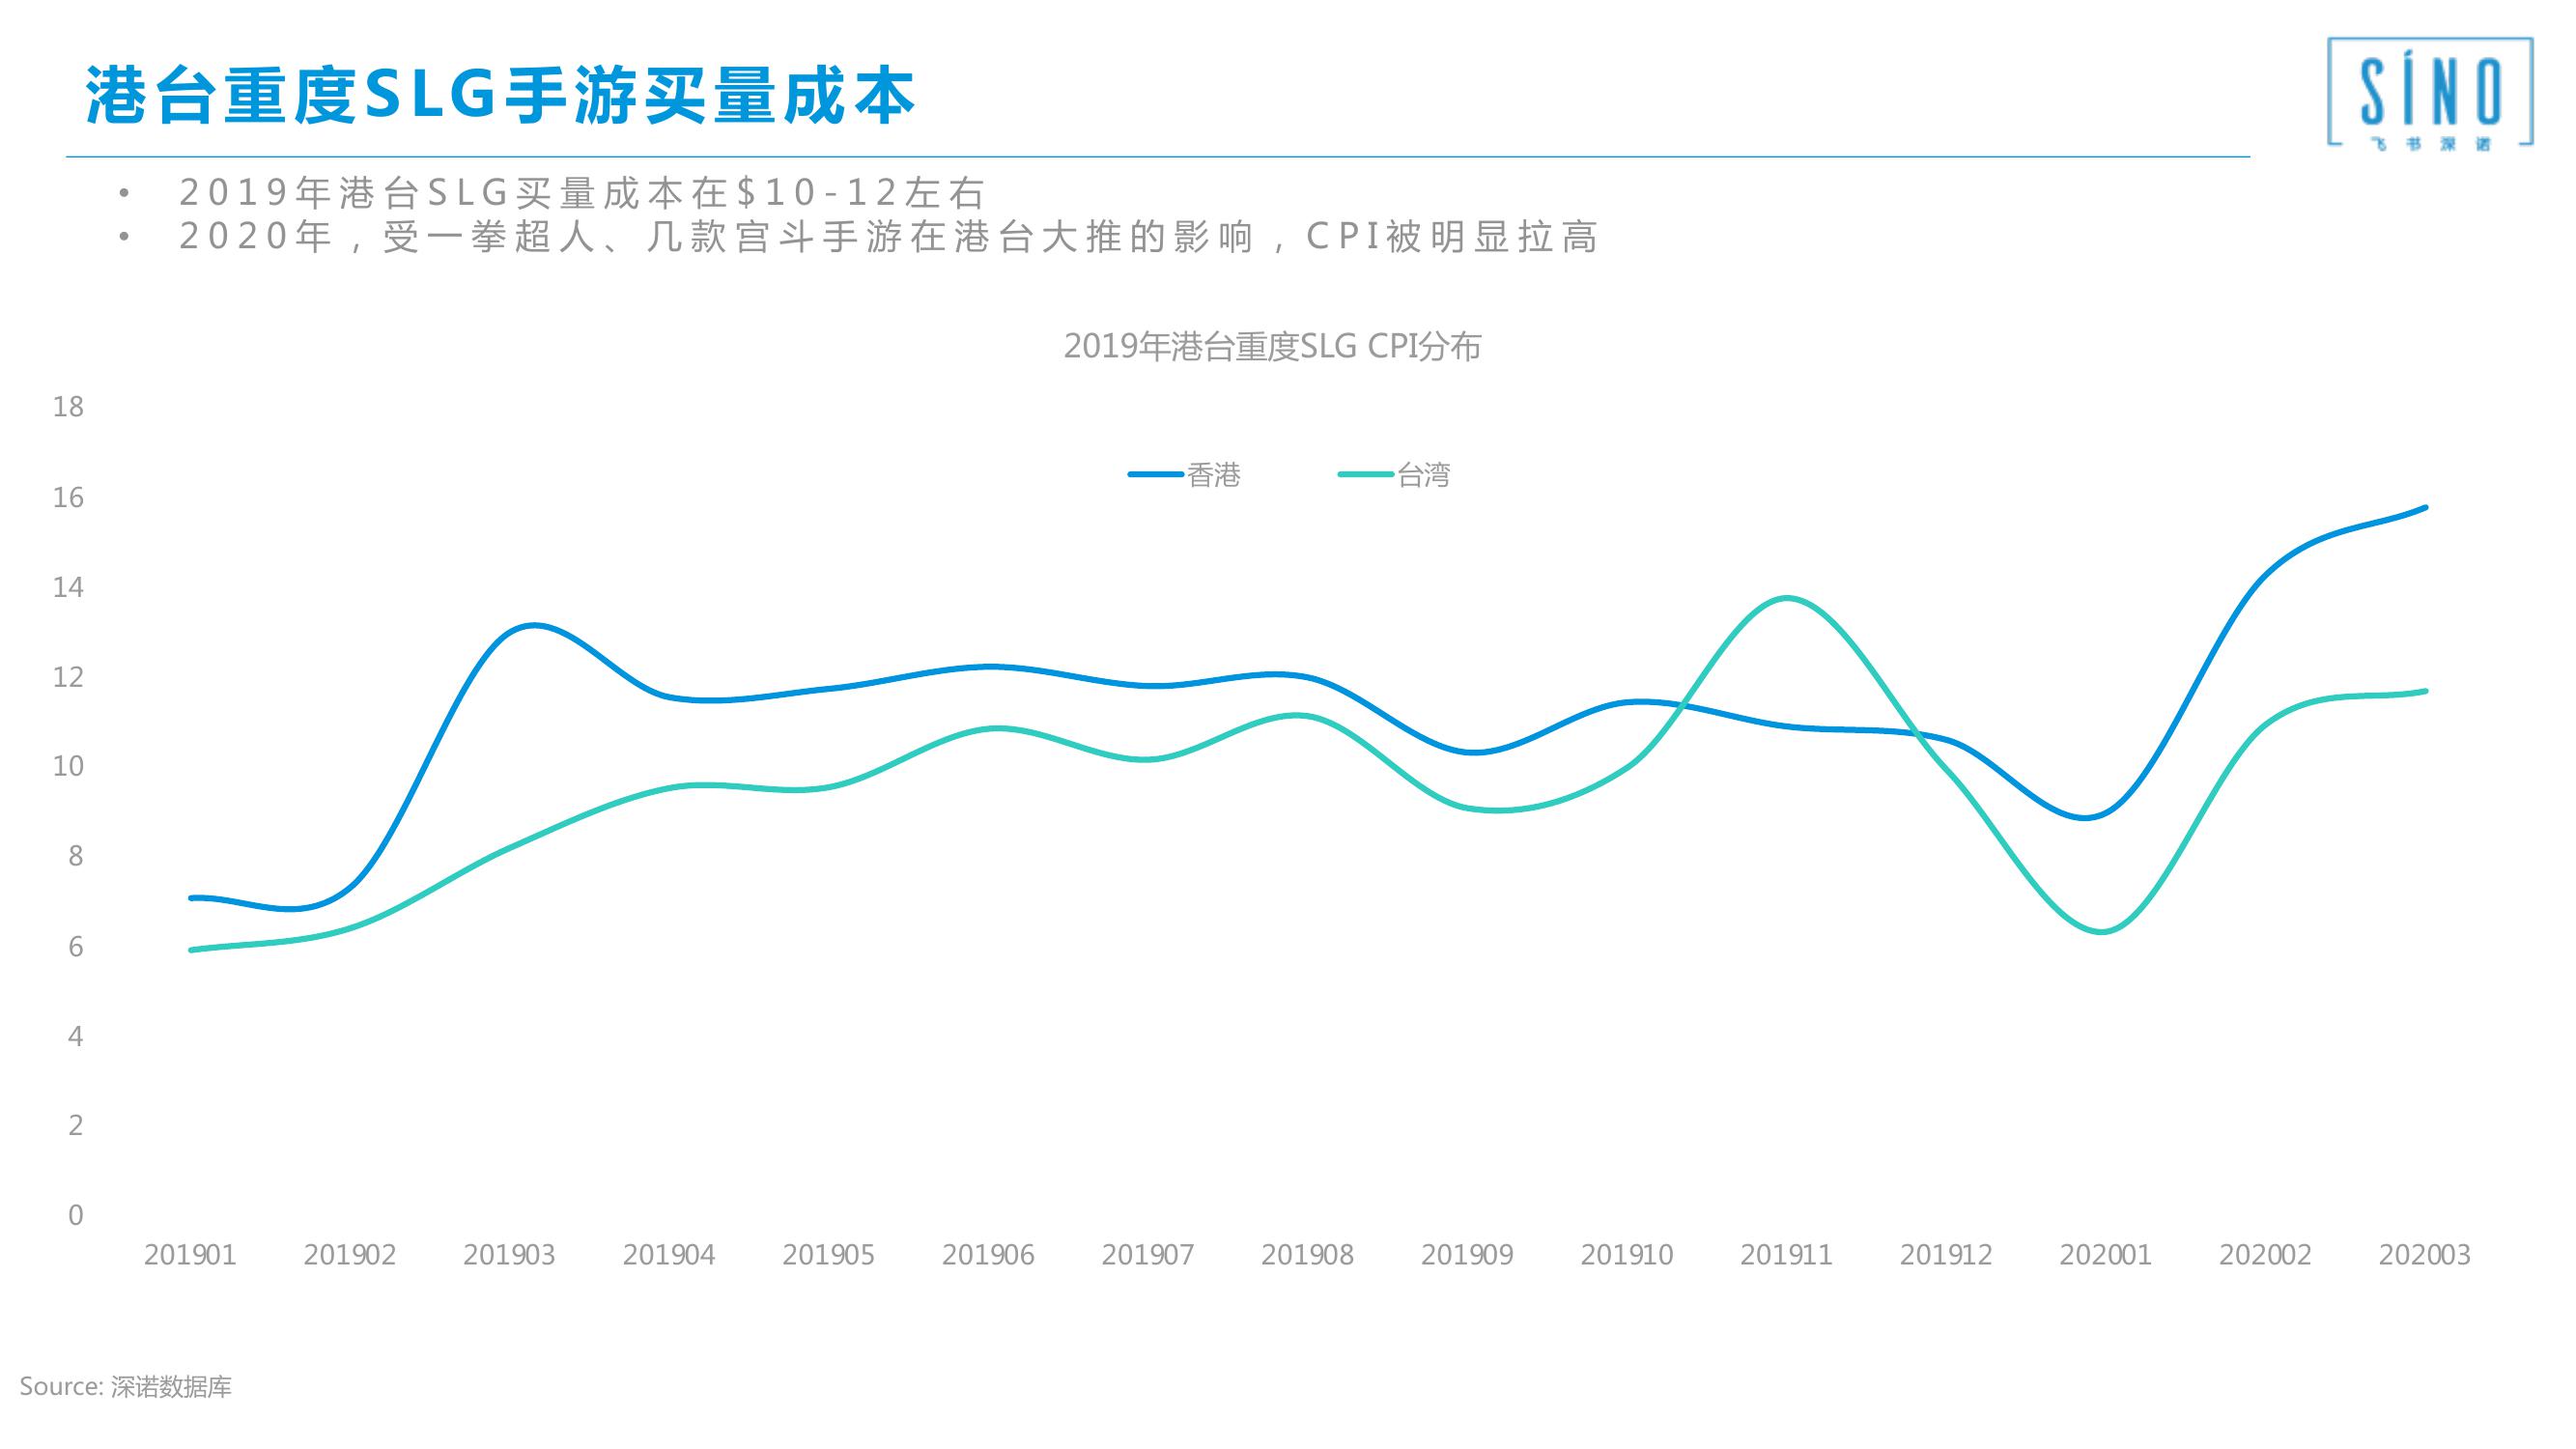 港台重度SLG手游买量成本
SÍNO
飞书深诺
• 2019年港台SLG买量成本在$10-12左右
• 2020年，受一拳超人、几款宫斗手游在港台大推的影响，CPI被明显拉高
2019年港台重度SLG CPI分布
香港 台湾
18
16
14
12
10
8
6
4
2
0
201901 201902 201903 201904 201905 201906 201907 201908 201909 201910 201911 201912 202001 202002 202003
Source: 深诺数据库